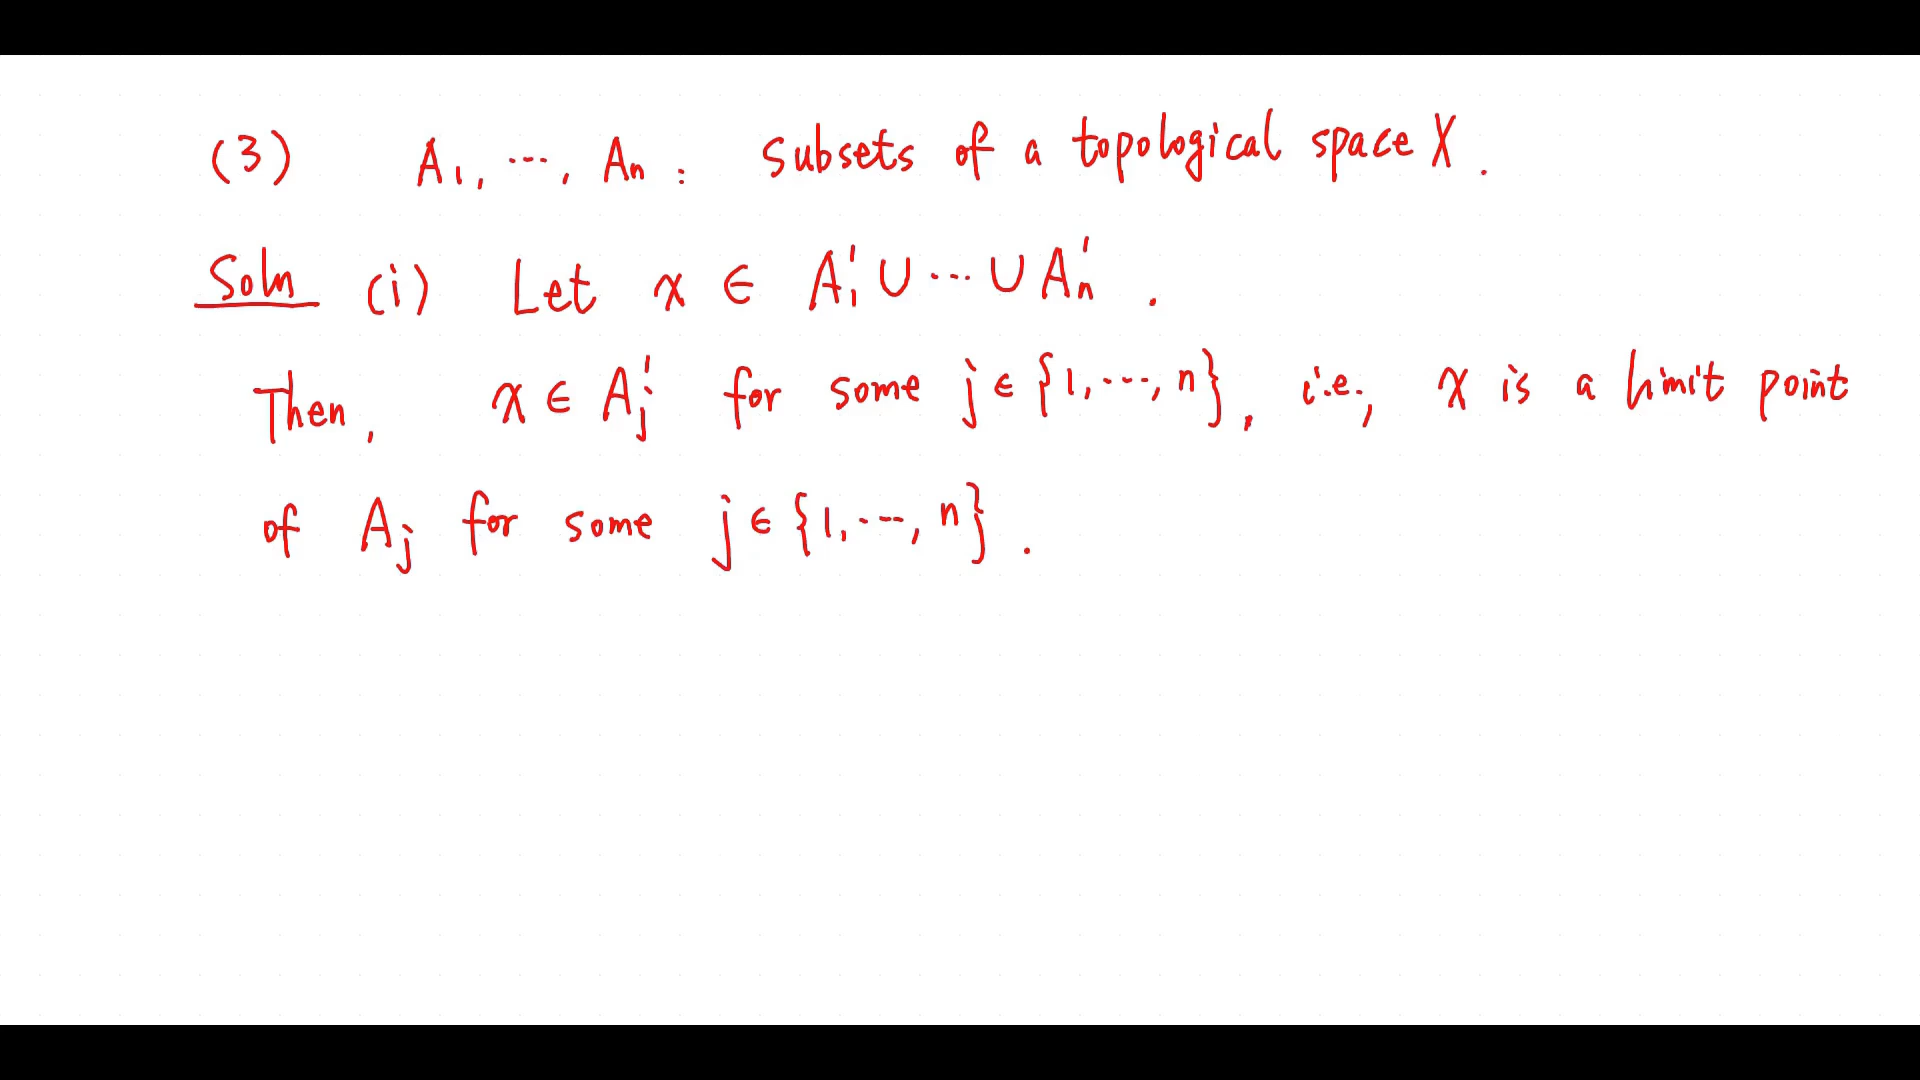 (3) A₁, ⋯, Aₙ : subsets of a topological space X.
Soln (i) Let x ∈ A₁' ∪ ⋯ ∪ Aₙ' .
Then, x ∈ Aⱼ' for some j ∈ {1, ⋯, n}, i.e., x is a limit point
of Aⱼ for some j ∈ {1, ⋯, n} .